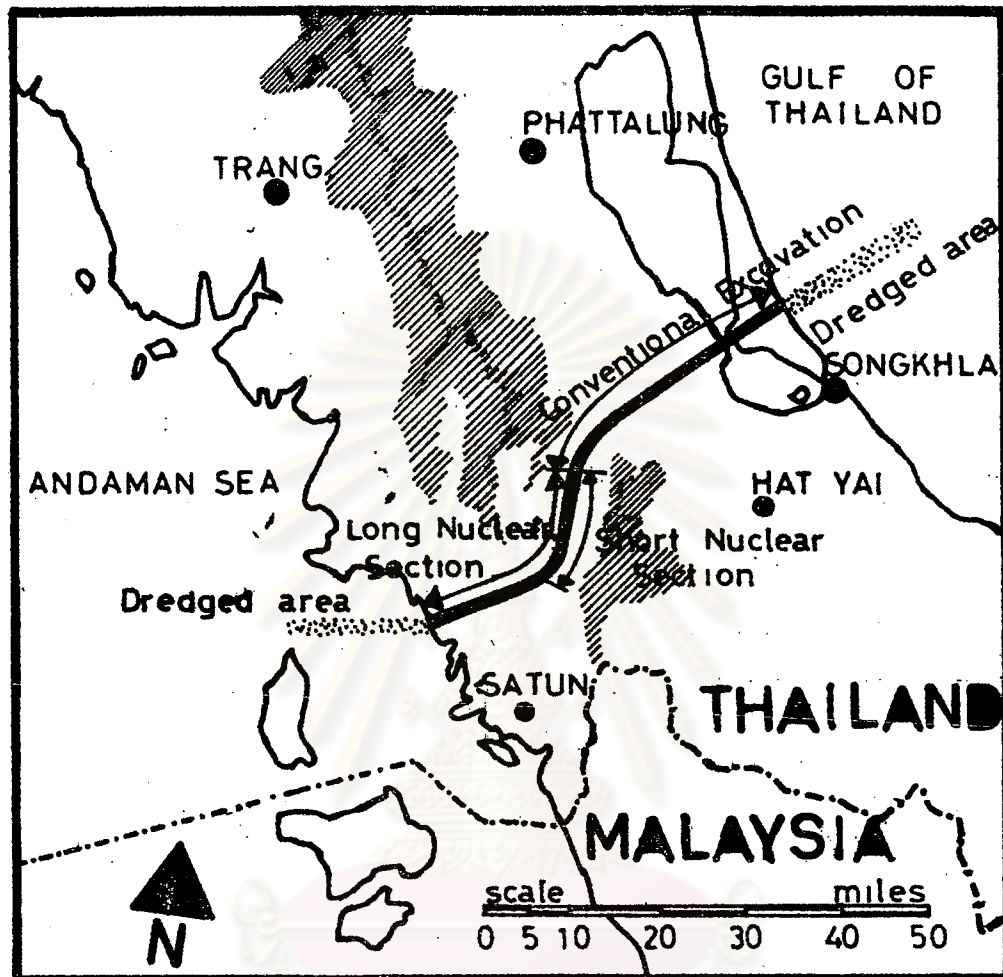 GULF OF
THAILAND
PHATTALUNG
TRANG
Conventional Excavation
Dredged area
SONGKHLA
ANDAMAN SEA
HAT YAI
Long Nuclear
Section
Short Nuclear
Section
Dredged area
SATUN
THAILAND
MALAYSIA
scale miles
0 5 10 20 30 40 50
N